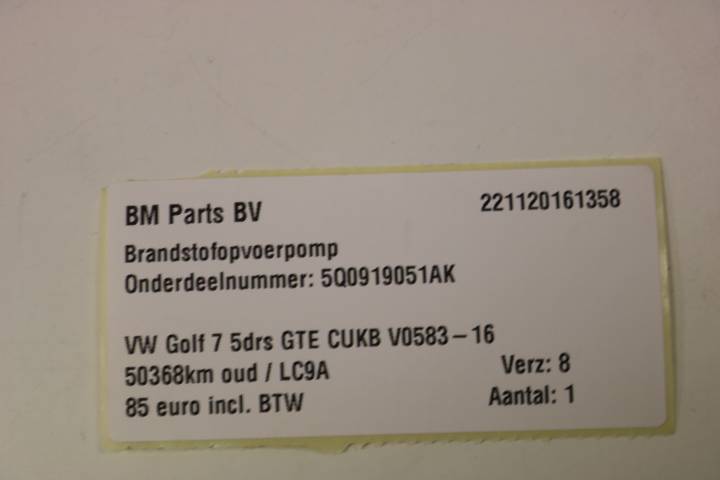 BM Parts BV 221120161358
Brandstofopvoerpomp
Onderdeelnummer: 5Q0919051AK
VW Golf 7 5drs GTE CUKB V0583-16
50368km oud / LC9A Verz: 8
85 euro incl. BTW Aantal: 1